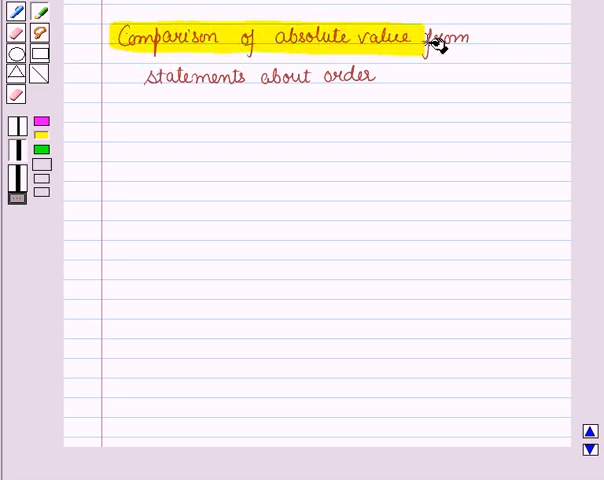 Comparison of absolute value from
statements about order